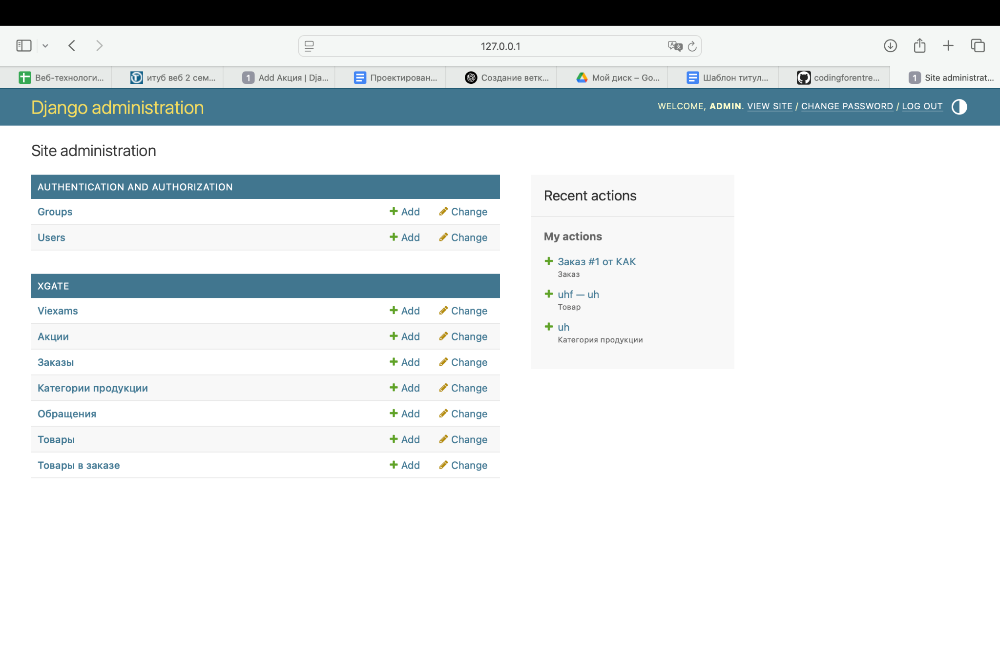 127.0.0.1
Веб-технологи...
итуб веб 2 сем...
1 Add Акция | Dja...
Проектирован...
Создание ветк...
Мой диск – Go...
Шаблон титул...
codingforentre...
1 Site administrat...
Django administration
WELCOME, ADMIN. VIEW SITE / CHANGE PASSWORD / LOG OUT
Site administration
AUTHENTICATION AND AUTHORIZATION
Groups Add Change
Users Add Change
XGATE
Viexams Add Change
Акции Add Change
Заказы Add Change
Категории продукции Add Change
Обращения Add Change
Товары Add Change
Товары в заказе Add Change
Recent actions
My actions
Заказ #1 от КАК
Заказ
uhf — uh
Товар
uh
Категория продукции